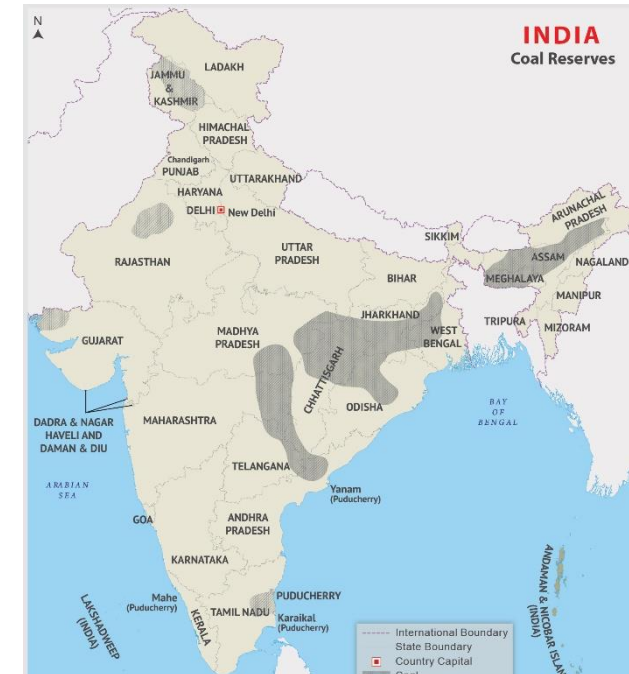 N
INDIA
Coal Reserves
LADAKH
JAMMU
&
KASHMIR
HIMACHAL
PRADESH
Chandigarh
PUNJAB
UTTARAKHAND
HARYANA
DELHI
New Delhi
ARUNACHAL
PRADESH
SIKKIM
UTTAR
PRADESH
RAJASTHAN
ASSAM
NAGALAND
MEGHALAYA
BIHAR
MANIPUR
JHARKHAND
TRIPURA
MIZORAM
GUJARAT
MADHYA
PRADESH
WEST
BENGAL
CHHATTISGARH
ODISHA
DADRA & NAGAR
HAVELI AND
DAMAN & DIU
MAHARASHTRA
BAY
OF
BENGAL
TELANGANA
ARABIAN
SEA
Yanam
(Puducherry)
GOA
ANDHRA
PRADESH
KARNATAKA
ANDAMAN & NICOBAR ISLAN
(INDIA)
Mahe
(Puducherry)
PUDUCHERRY
TAMIL NADU
Karaikal
(Puducherry)
KERALA
LAKSHADWEEP
(INDIA)
International Boundary
State Boundary
Country Capital